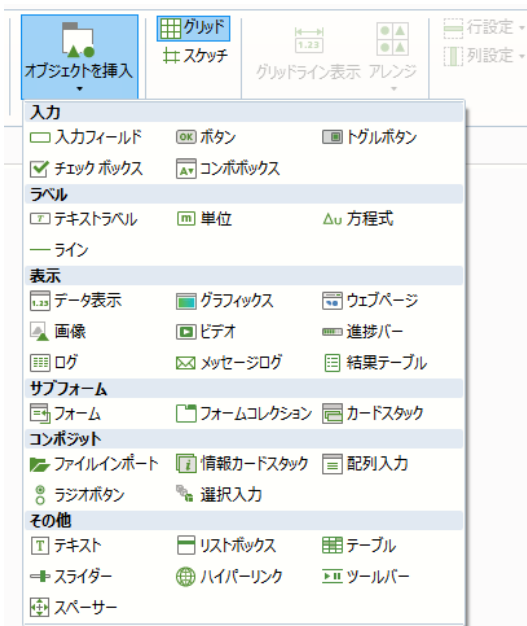 グリッド
行設定
スケッチ
列設定
オブジェクトを挿入
1.23
グリッドライン表示 アレンジ
入力
入力フィールド OK ボタン トグルボタン
チェック ボックス A コンボボックス
ラベル
T テキストラベル m 単位 Δu 方程式
ライン
表示
1.23 データ表示 グラフィックス ウェブページ
画像 ビデオ 進捗バー
ログ メッセージログ 結果テーブル
サブフォーム
フォーム フォームコレクション カードスタック
コンポジット
ファイルインポート i 情報カードスタック 配列入力
ラジオボタン 選択入力
その他
T テキスト リストボックス テーブル
スライダー ハイパーリンク ツールバー
スペーサー